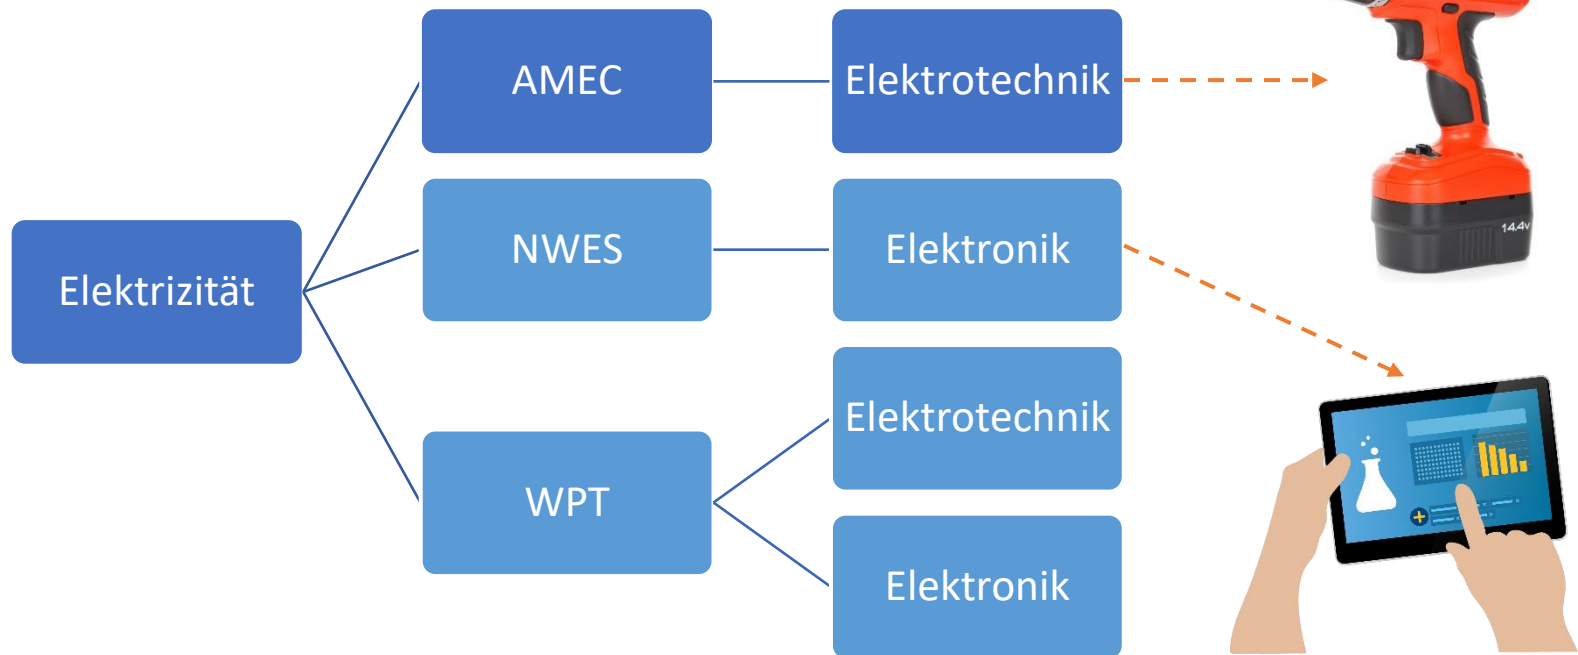 AMEC
Elektrotechnik
NWES
Elektronik
Elektrizität
WPT
Elektrotechnik
Elektronik
14.4v